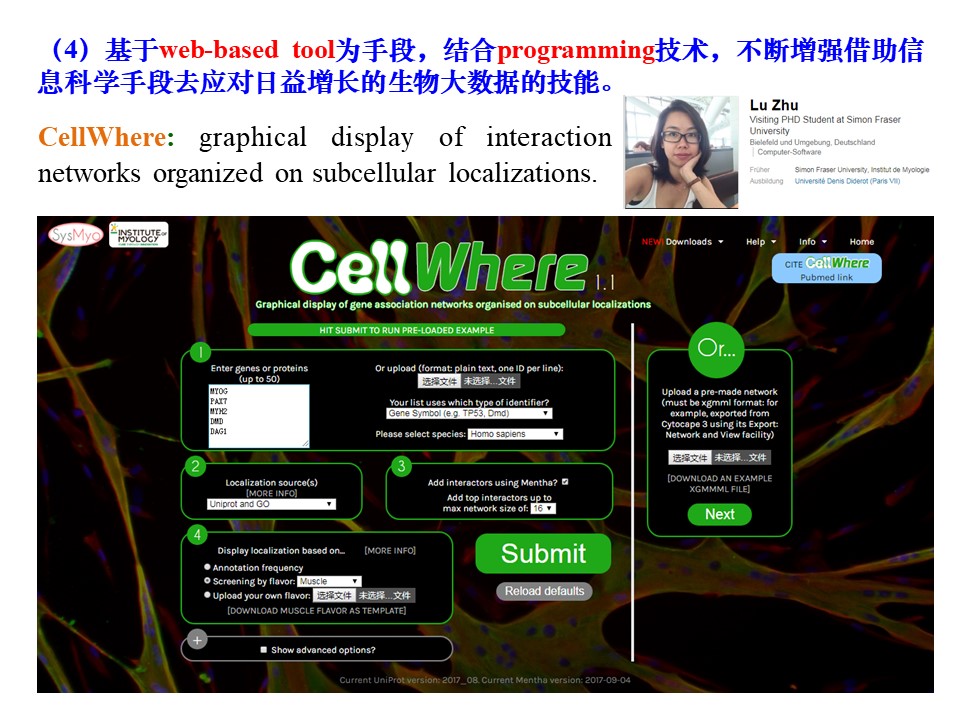 （4）基于web-based tool为手段，结合programming技术，不断增强借助信
息科学手段去应对日益增长的生物大数据的技能。
CellWhere: graphical display of interaction
networks organized on subcellular localizations.
Lu Zhu
Visiting PHD Student at Simon Fraser
University
Bielefeld und Umgebung, Deutschland
Computer-Software
Früher Simon Fraser University, Institut de Myologie
Ausbildung Université Denis Diderot (Paris VII)
SysMyo
INSTITUTE OF
MYOLOGY
NEW! Downloads Help Info Home
CITE CellWhere
Pubmed link
CellWhere 1.1
Graphical display of gene association networks organised on subcellular localizations
HIT SUBMIT TO RUN PRE-LOADED EXAMPLE
1
Enter genes or proteins
(up to 50)
MYOG
PAX7
MYH2
DMD
DAG1
Or upload (format: plain text, one ID per line):
选择文件 未选择...文件
Your list uses which type of identifier?
Gene Symbol (e.g. TP53, Dmd)
Please select species: Homo sapiens
2
Localization source(s)
[MORE INFO]
Uniprot and GO
3
Add interactors using Mentha?
Add top interactors up to
max network size of: 16
4
Display localization based on... [MORE INFO]
Annotation frequency
Screening by flavor: Muscle
Upload your own flavor: 选择文件 未选择...文件
[DOWNLOAD MUSCLE FLAVOR AS TEMPLATE]
Submit
Reload defaults
+
Show advanced options?
Or...
Upload a pre-made network
(must be xgmml format: for
example, exported from
Cytocape 3 using its Export:
Network and View facility)
选择文件 未选择...文件
[DOWNLOAD AN EXAMPLE
XGMMML FILE]
Next
Current UniProt version: 2017_08. Current Mentha version: 2017-09-04